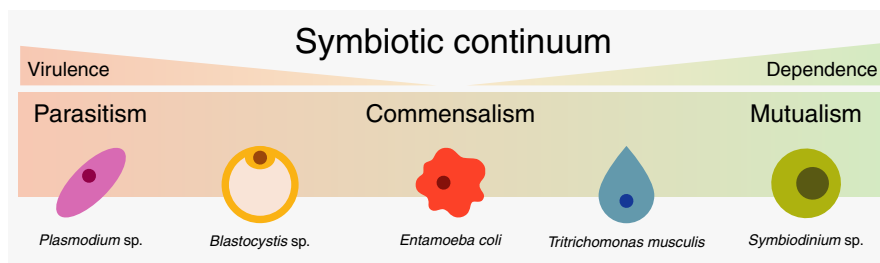 Symbiotic continuum
Virulence
Dependence
Parasitism
Commensalism
Mutualism
Plasmodium sp.
Blastocystis sp.
Entamoeba coli
Tritrichomonas musculis
Symbiodinium sp.